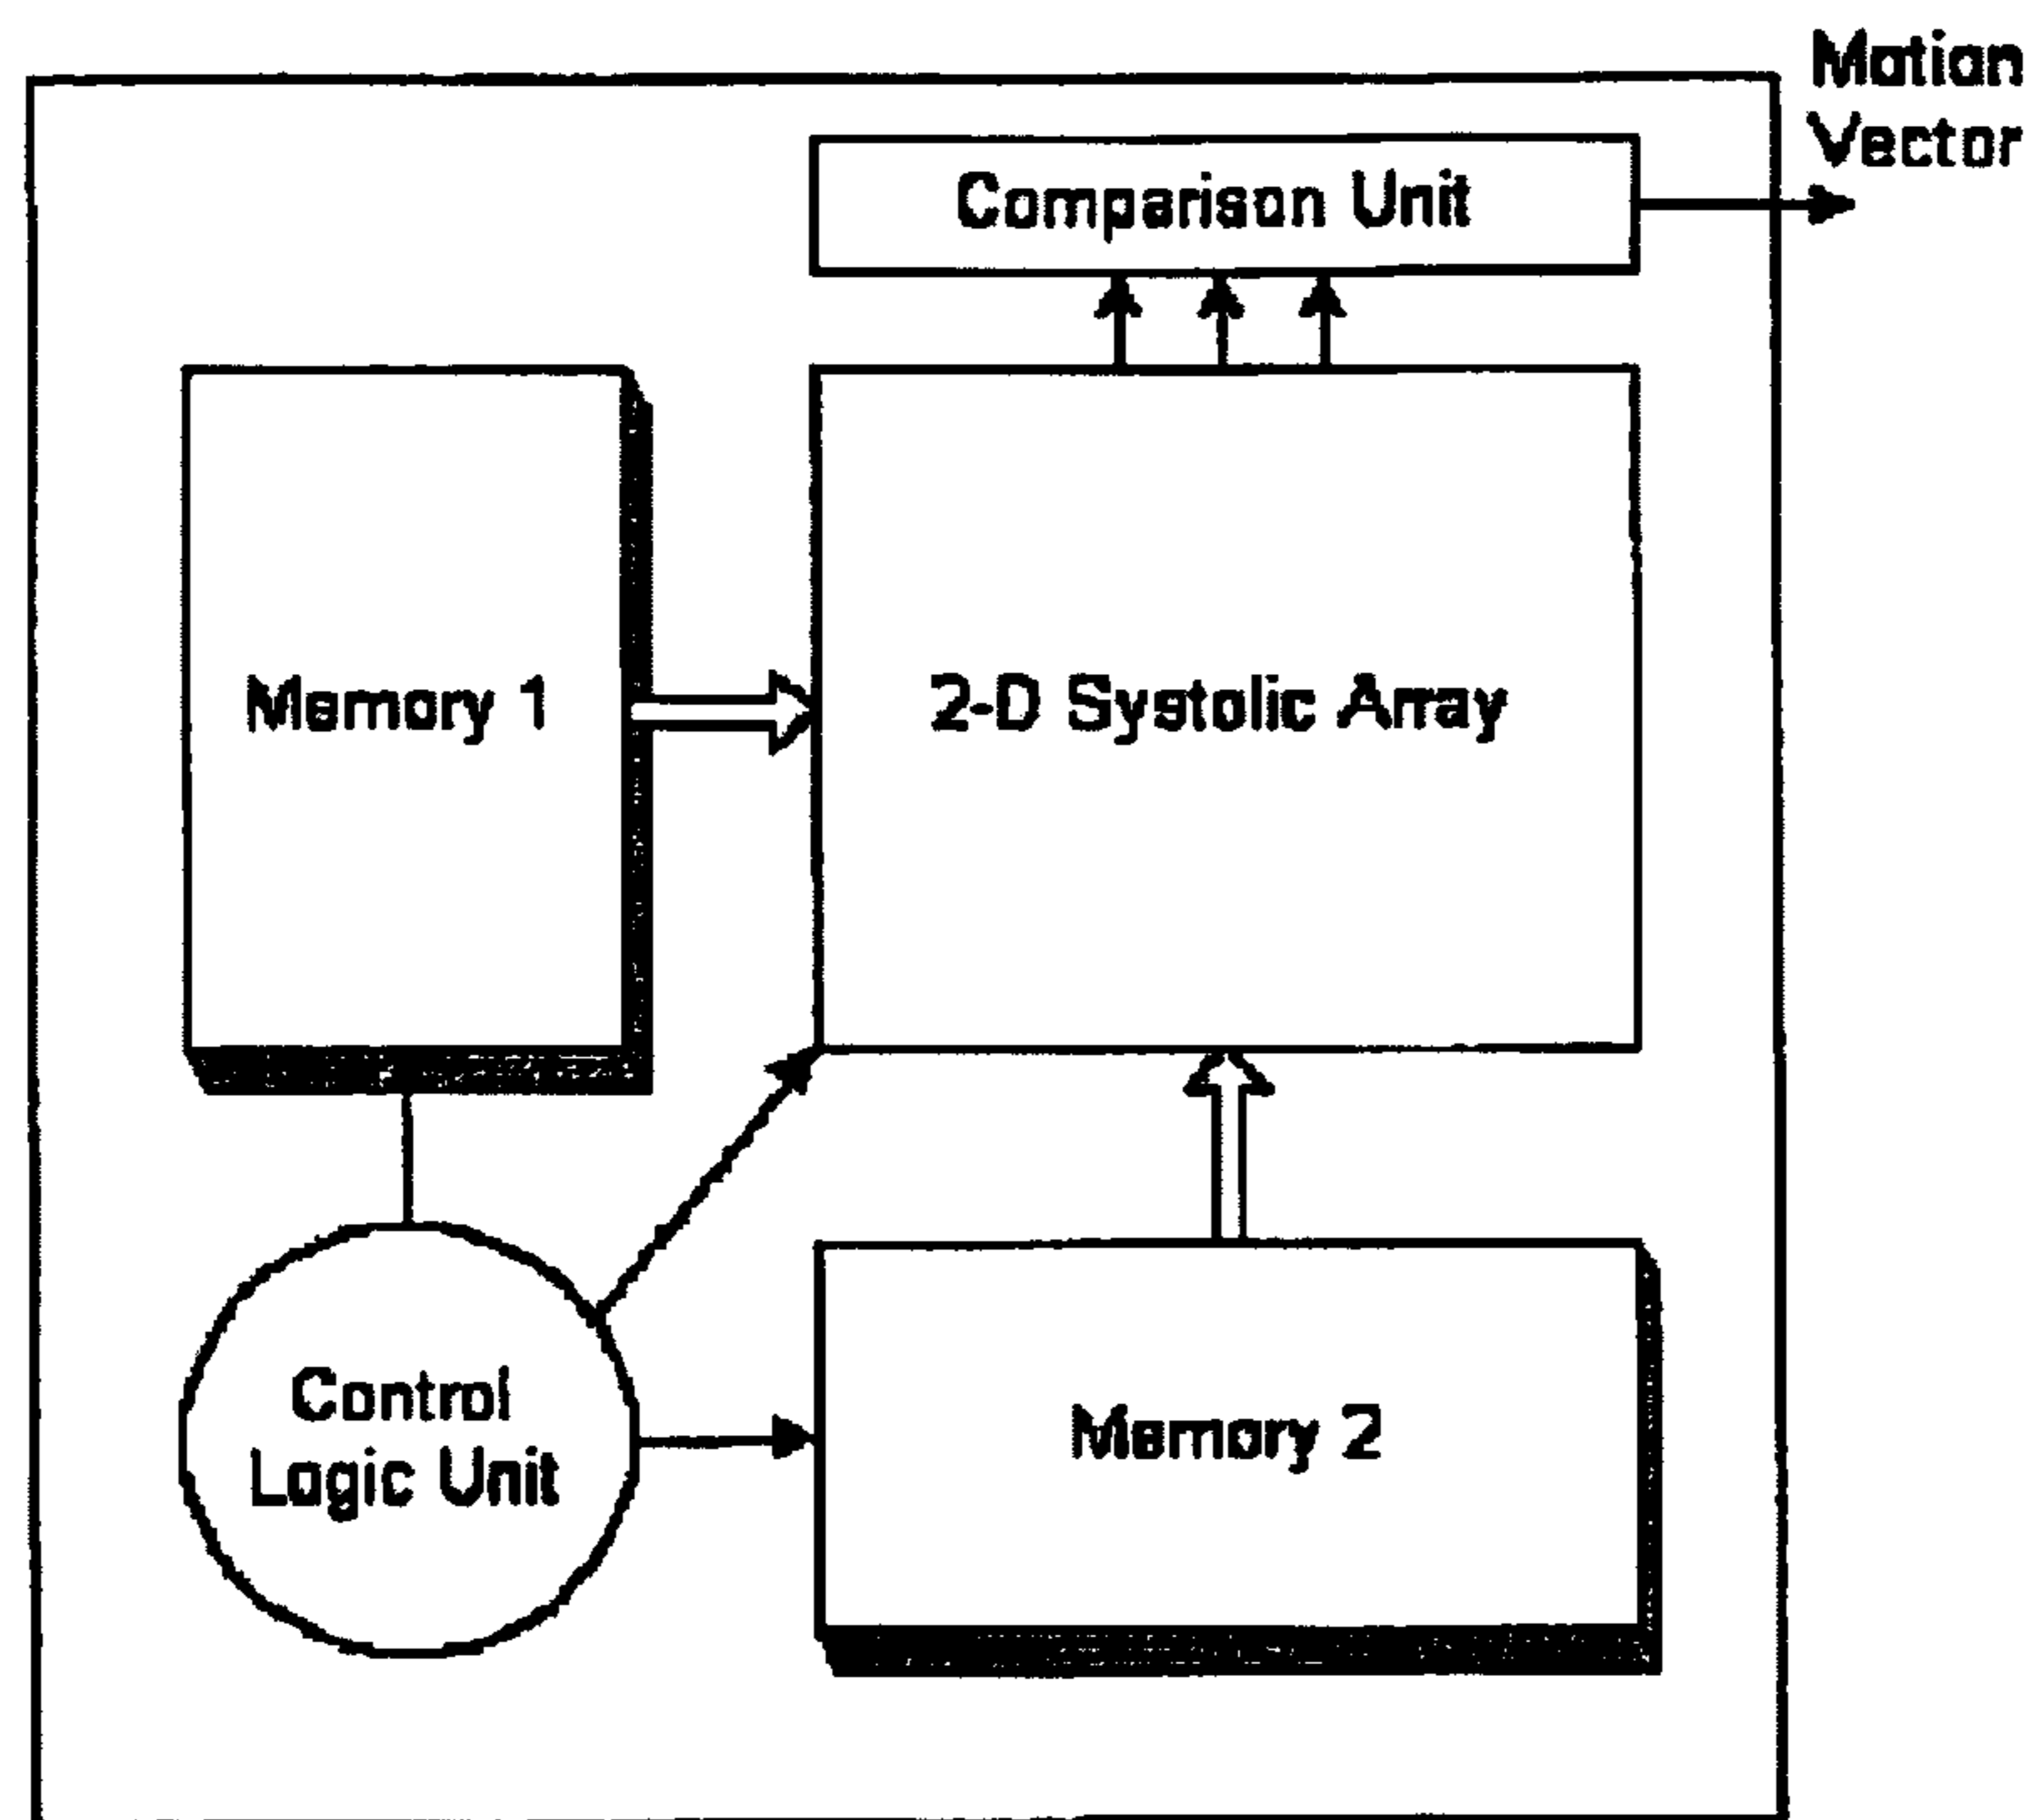 Motion
Vector
Comparison Unit
Memory 1
2-D Systolic Array
Control
Logic Unit
Memory 2